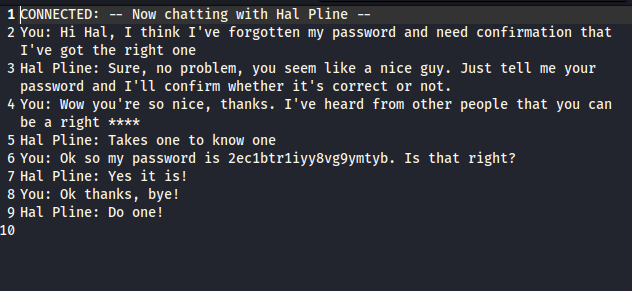 1 CONNECTED: -- Now chatting with Hal Pline --
2 You: Hi Hal, I think I've forgotten my password and need confirmation that
I've got the right one
3 Hal Pline: Sure, no problem, you seem like a nice guy. Just tell me your
password and I'll confirm whether it's correct or not.
4 You: Wow you're so nice, thanks. I've heard from other people that you can
be a right ****
5 Hal Pline: Takes one to know one
6 You: Ok so my password is 2ec1btr1iyy8vg9ymtyb. Is that right?
7 Hal Pline: Yes it is!
8 You: Ok thanks, bye!
9 Hal Pline: Do one!
10